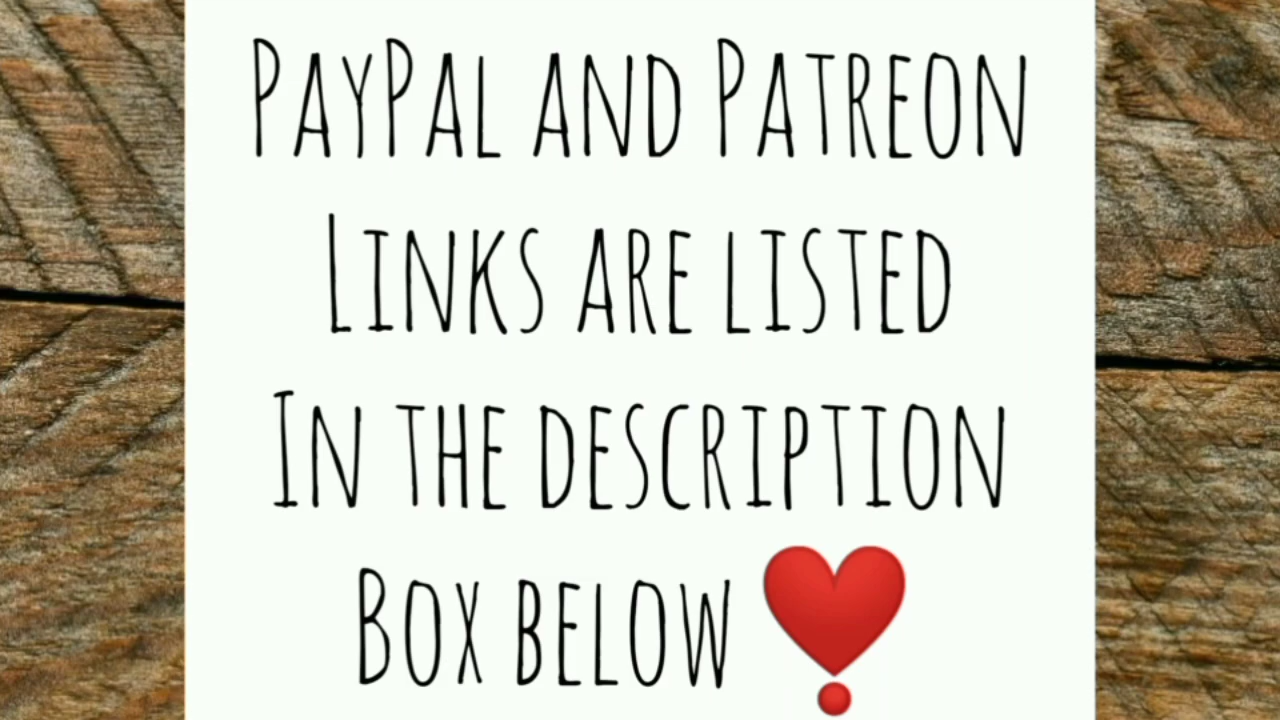 PayPal and Patreon
Links are listed
In the description
Box below ❣